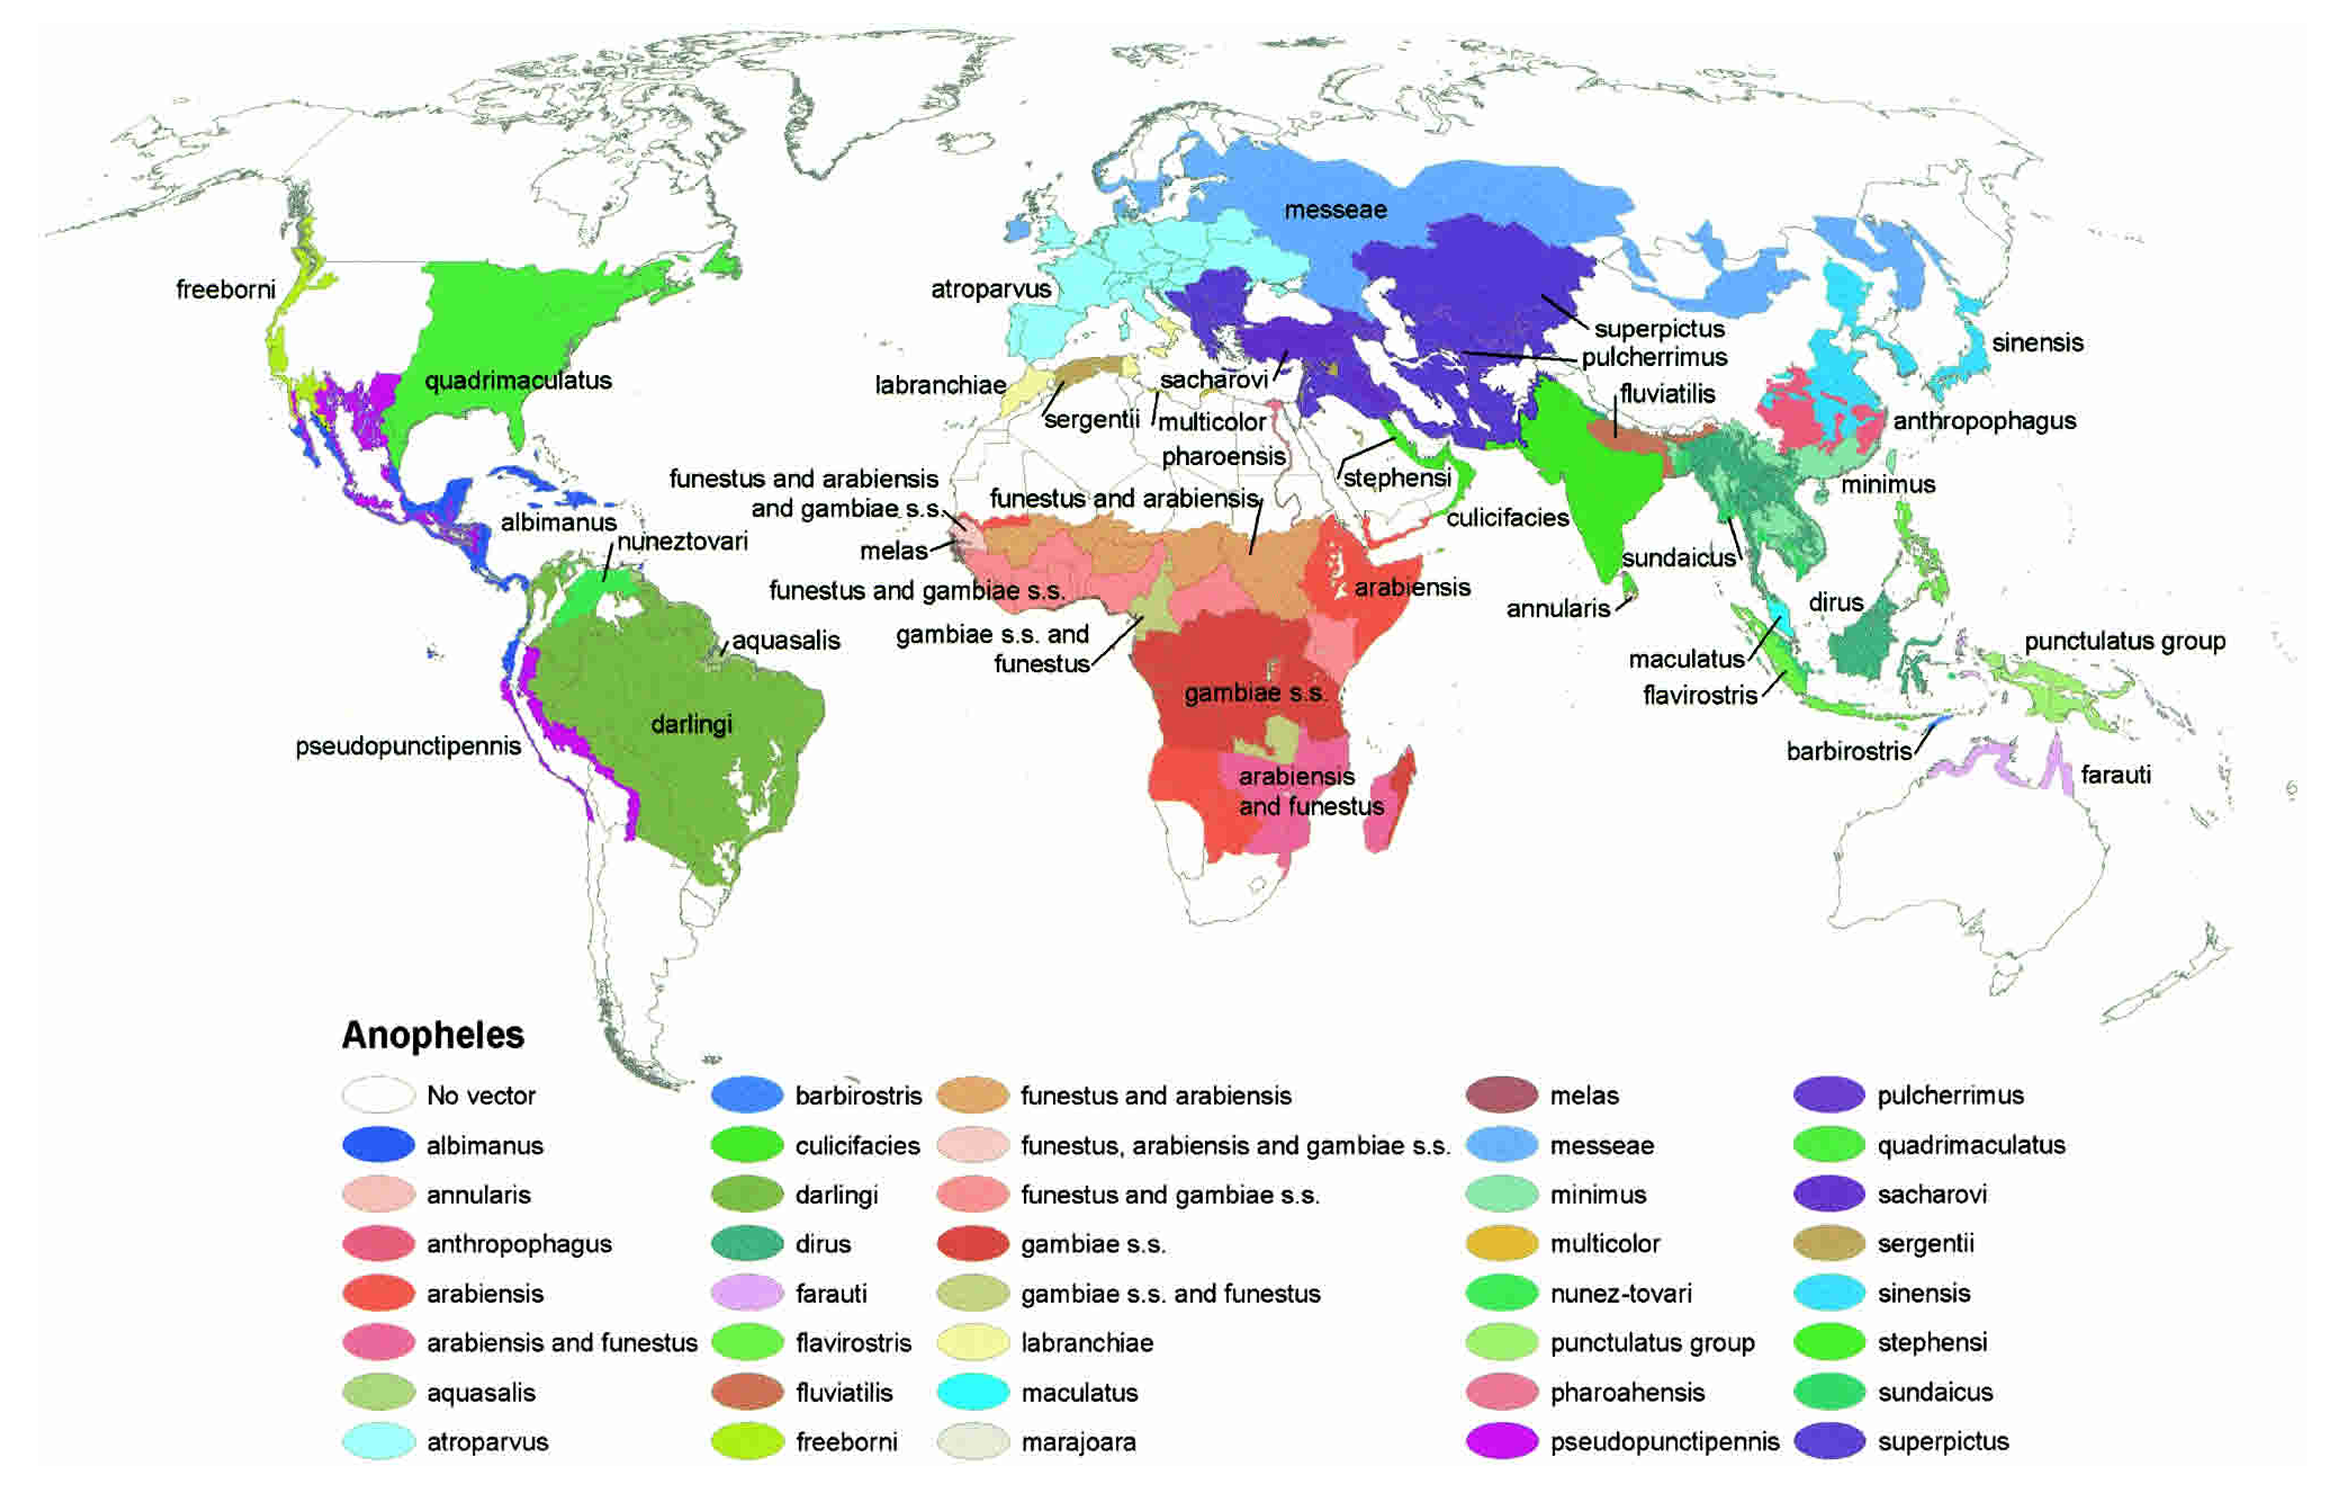 messeae
freeborni
atroparvus
superpictus
sinensis
pulcherrimus
quadrimaculatus
labranchiae
sacharovi
fluviatilis
sergentii
multicolor
anthropophagus
pharoensis
funestus and arabiensis
and gambiae s.s.
stephensi
minimus
funestus and arabiensis
albimanus
culicifacies
nuneztovari
melas
sundaicus
funestus and gambiae s.s.
arabiensis
annularis
dirus
aquasalis
gambiae s.s. and
funestus
punctulatus group
maculatus
gambiae s.s.
flavirostris
darlingi
pseudopunctipennis
barbirostris
arabiensis
and funestus
farauti
Anopheles
No vector
albimanus
annularis
anthropophagus
arabiensis
arabiensis and funestus
aquasalis
atroparvus
barbirostris
culicifacies
darlingi
dirus
farauti
flavirostris
fluviatilis
freeborni
funestus and arabiensis
funestus, arabiensis and gambiae s.s.
funestus and gambiae s.s.
gambiae s.s.
gambiae s.s. and funestus
labranchiae
maculatus
marajoara
melas
messeae
minimus
multicolor
nunez-tovari
punctulatus group
pharoahensis
pseudopunctipennis
pulcherrimus
quadrimaculatus
sacharovi
sergentii
sinensis
stephensi
sundaicus
superpictus